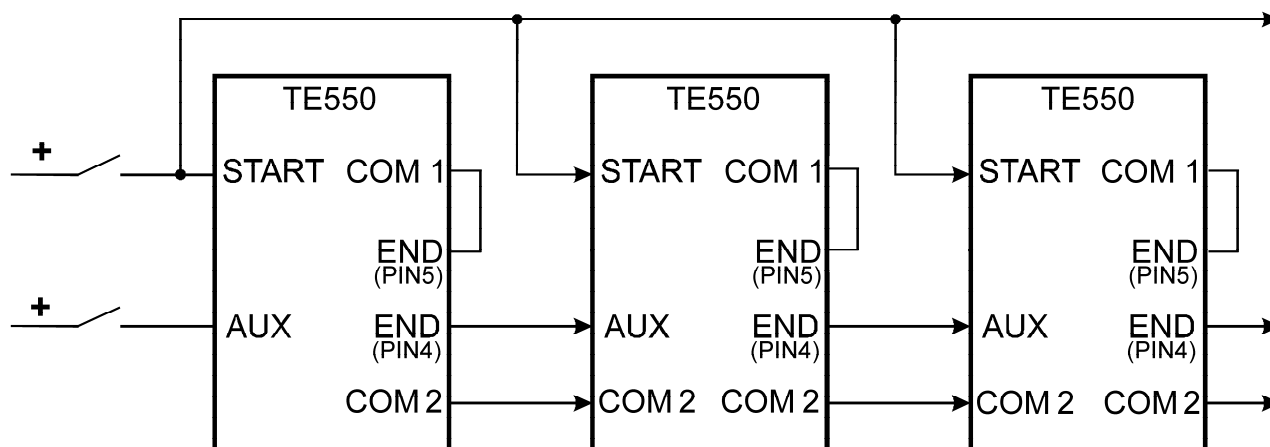 TE550 TE550 TE550
+
START COM 1 START COM 1 START COM 1
END END END
(PIN5) (PIN5) (PIN5)
+
AUX END AUX END AUX END
(PIN4) (PIN4) (PIN4)
COM 2 COM 2 COM 2 COM 2 COM 2